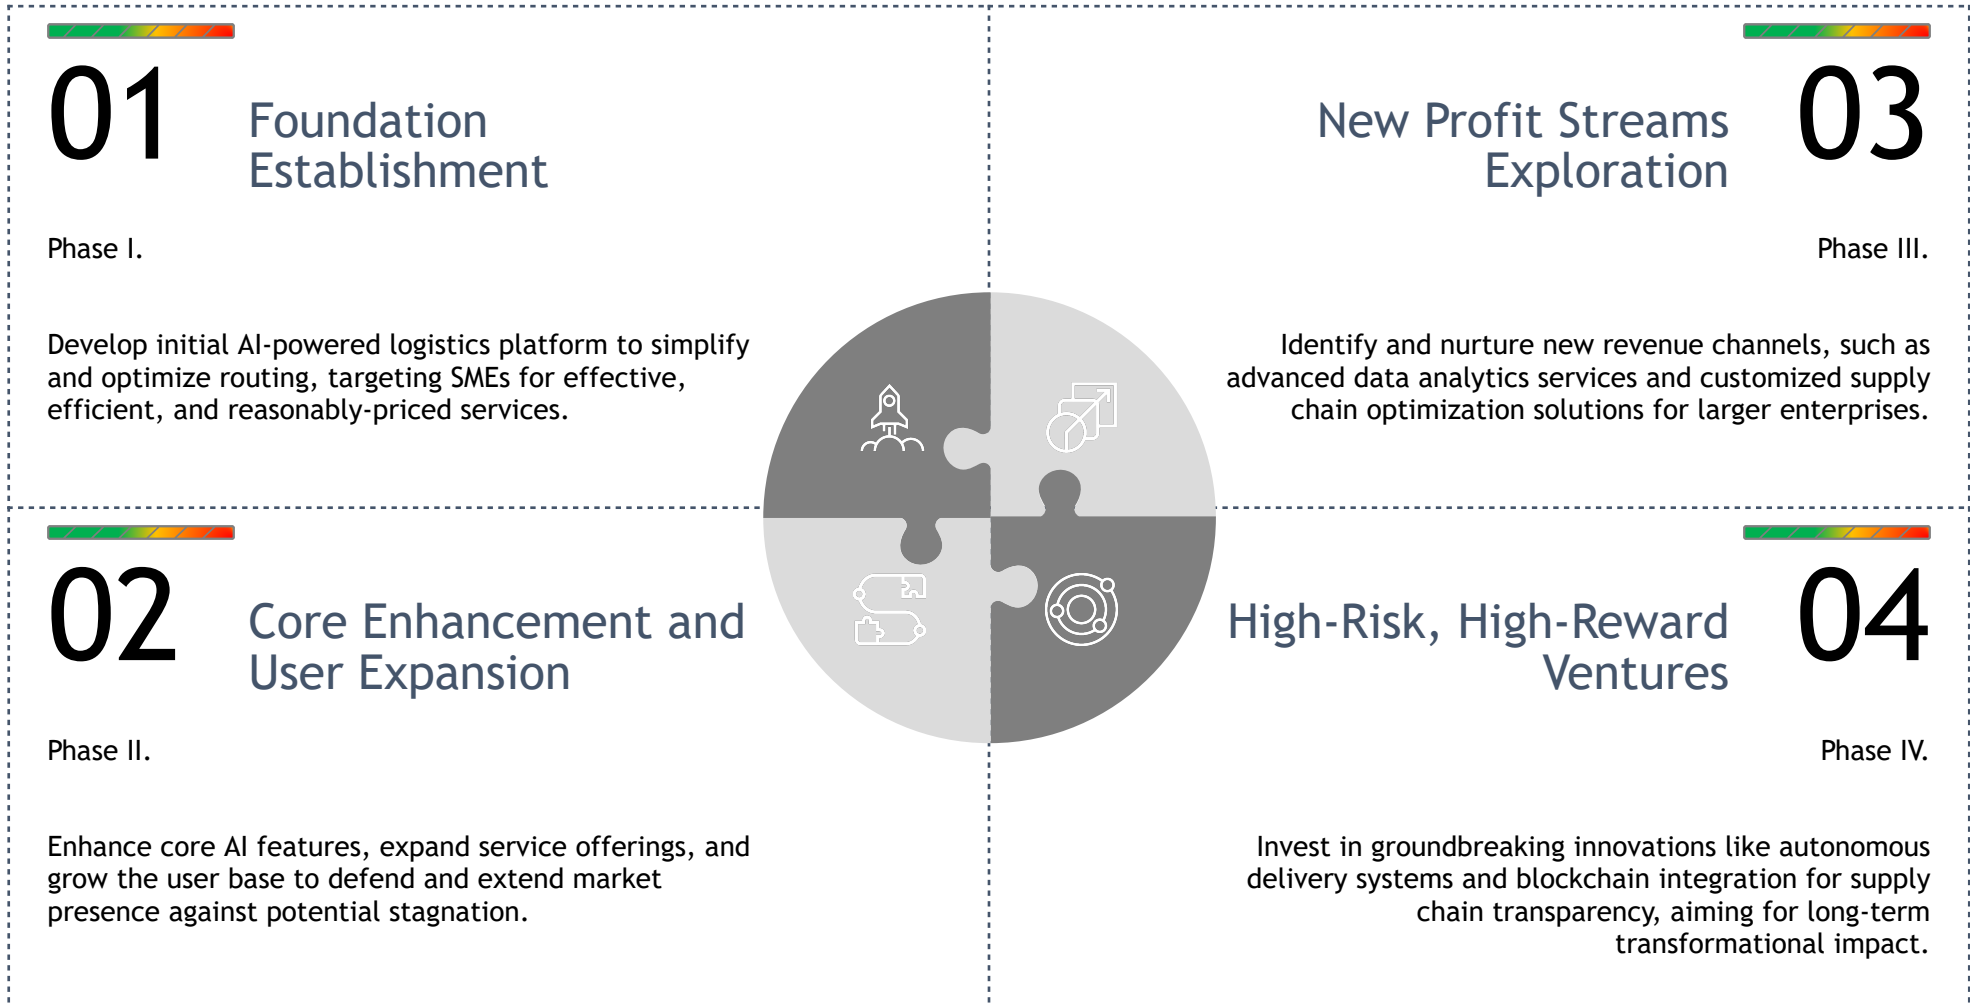 01
Foundation
Establishment
Phase I.
Develop initial AI-powered logistics platform to simplify
and optimize routing, targeting SMEs for effective,
efficient, and reasonably-priced services.
02
Core Enhancement and
User Expansion
Phase II.
Enhance core AI features, expand service offerings, and
grow the user base to defend and extend market
presence against potential stagnation.
03
New Profit Streams
Exploration
Phase III.
Identify and nurture new revenue channels, such as
advanced data analytics services and customized supply
chain optimization solutions for larger enterprises.
04
High-Risk, High-Reward
Ventures
Phase IV.
Invest in groundbreaking innovations like autonomous
delivery systems and blockchain integration for supply
chain transparency, aiming for long-term
transformational impact.